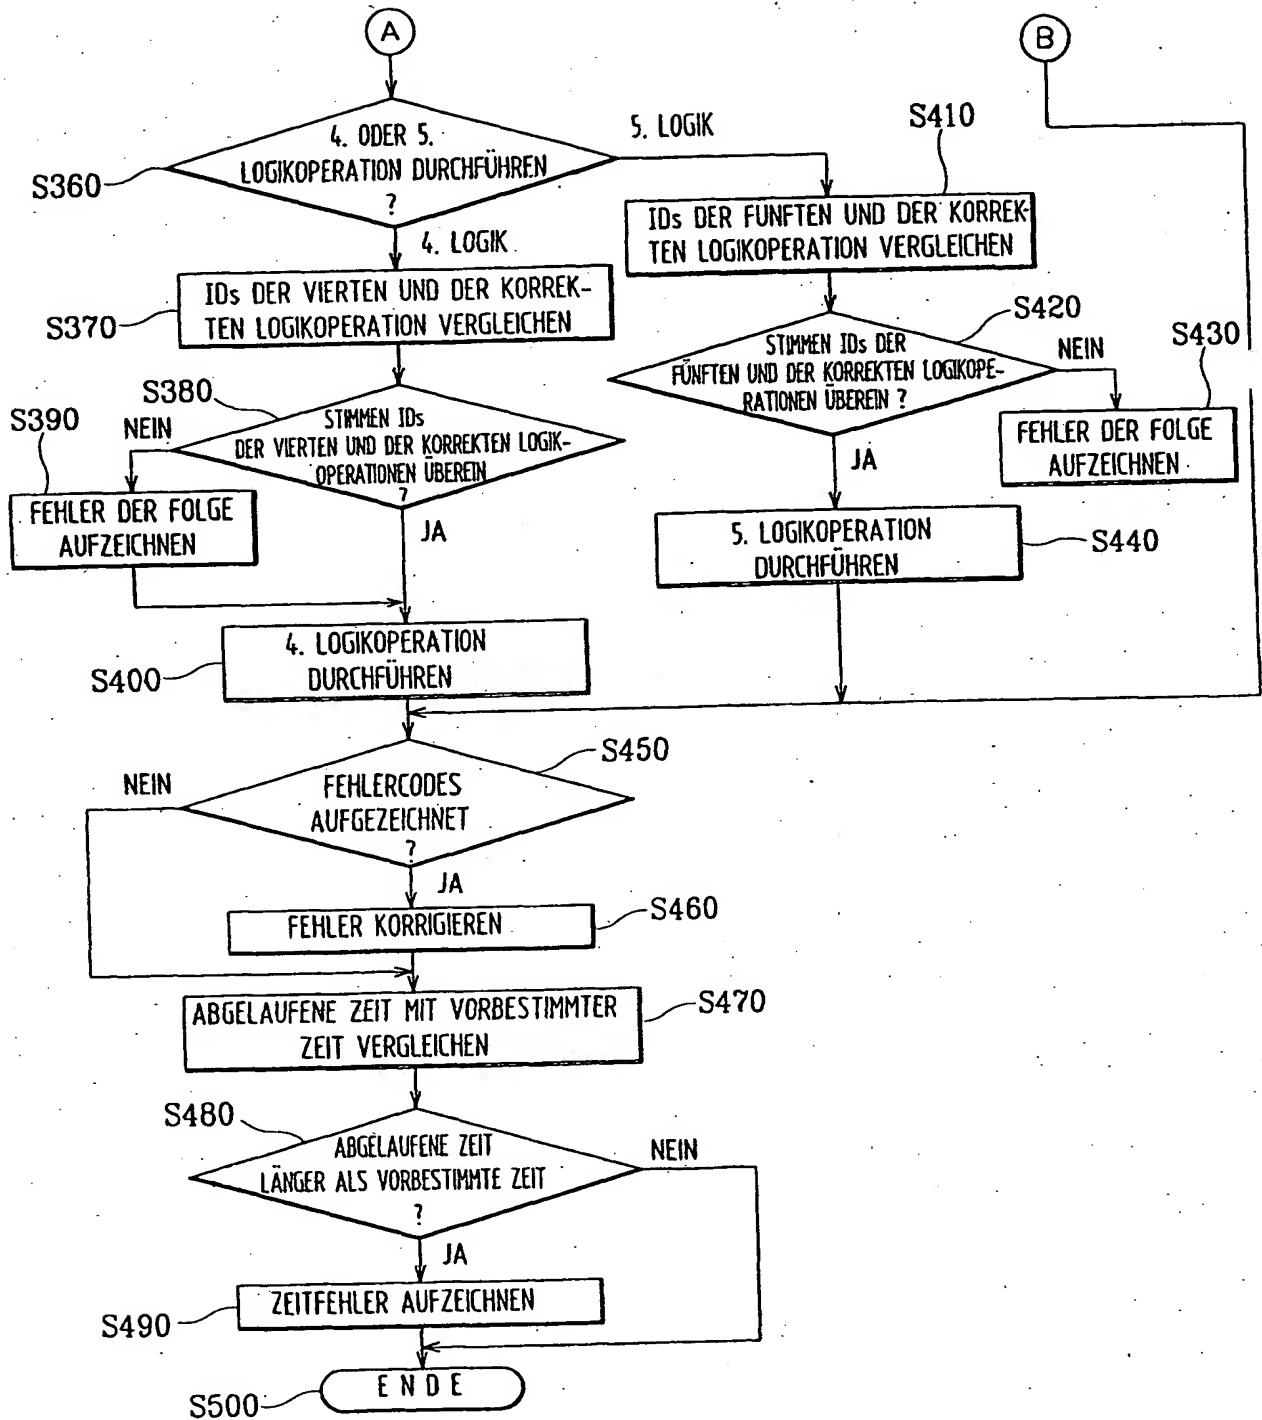 A
B
4. ODER 5.
LOGIKOPERATION DURCHFÜHREN
?
S360
5. LOGIK
S410
4. LOGIK
IDs DER FÜNFTEN UND DER KORREK-
TEN LOGIKOPERATION VERGLEICHEN
IDs DER VIERTEN UND DER KORREK-
TEN LOGIKOPERATION VERGLEICHEN
S370
S420
STIMMEN IDs DER
FÜNFTEN UND DER KORREKTEN LOGIKOPE-
RATIONEN ÜBEREIN ?
NEIN
S430
FEHLER DER FOLGE
AUFZEICHNEN
S380
STIMMEN IDs
DER VIERTEN UND DER KORREKTEN LOGIK-
OPERATIONEN ÜBEREIN
?
NEIN
S390
FEHLER DER FOLGE
AUFZEICHNEN
JA
JA
5. LOGIKOPERATION
DURCHFÜHREN
S440
4. LOGIKOPERATION
DURCHFÜHREN
S400
S450
FEHLERCODES
AUFGEZEICHNET
?
NEIN
JA
FEHLER KORRIGIEREN
S460
ABGELAUFENE ZEIT MIT VORBESTIMMTER
ZEIT VERGLEICHEN
S470
S480
ABGELAUFENE ZEIT
LÄNGER ALS VORBESTIMMTE ZEIT
?
NEIN
JA
ZEITFEHLER AUFZEICHNEN
S490
ENDE
S500